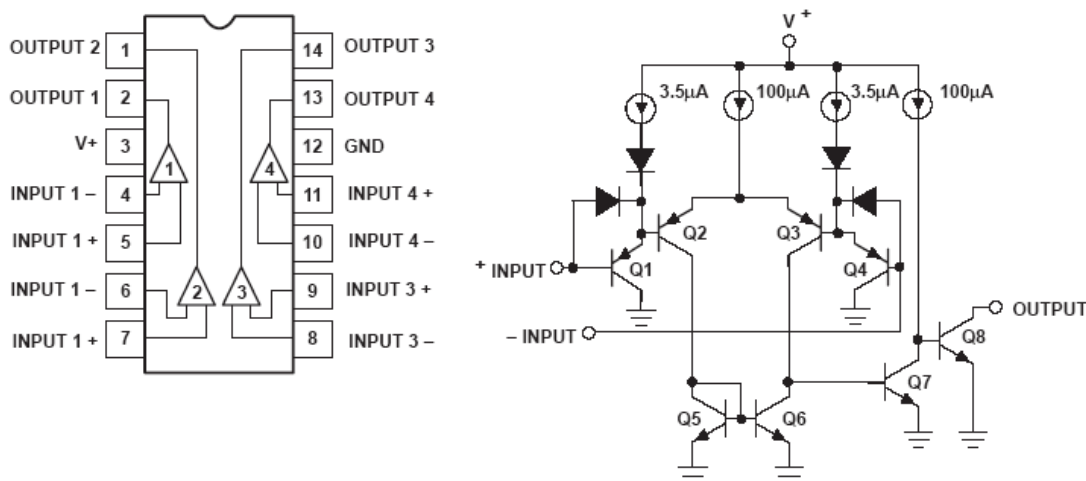 OUTPUT 2
1
14
OUTPUT 3
OUTPUT 1
2
13
OUTPUT 4
V+
3
12
GND
1
4
INPUT 1 –
4
11
INPUT 4 +
INPUT 1 +
5
10
INPUT 4 –
INPUT 1 –
6
9
INPUT 3 +
2
3
INPUT 1 +
7
8
INPUT 3 –
V +
3.5μA
100μA
3.5μA
100μA
Q2
Q3
+ INPUT
Q1
Q4
OUTPUT
– INPUT
Q8
Q7
Q5
Q6